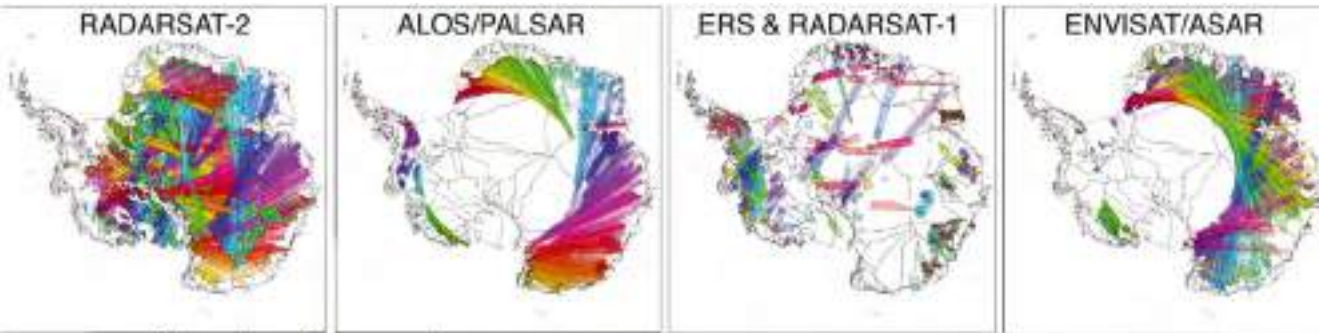 RADARSAT-2
ALOS/PALSAR
ERS & RADARSAT-1
ENVISAT/ASAR